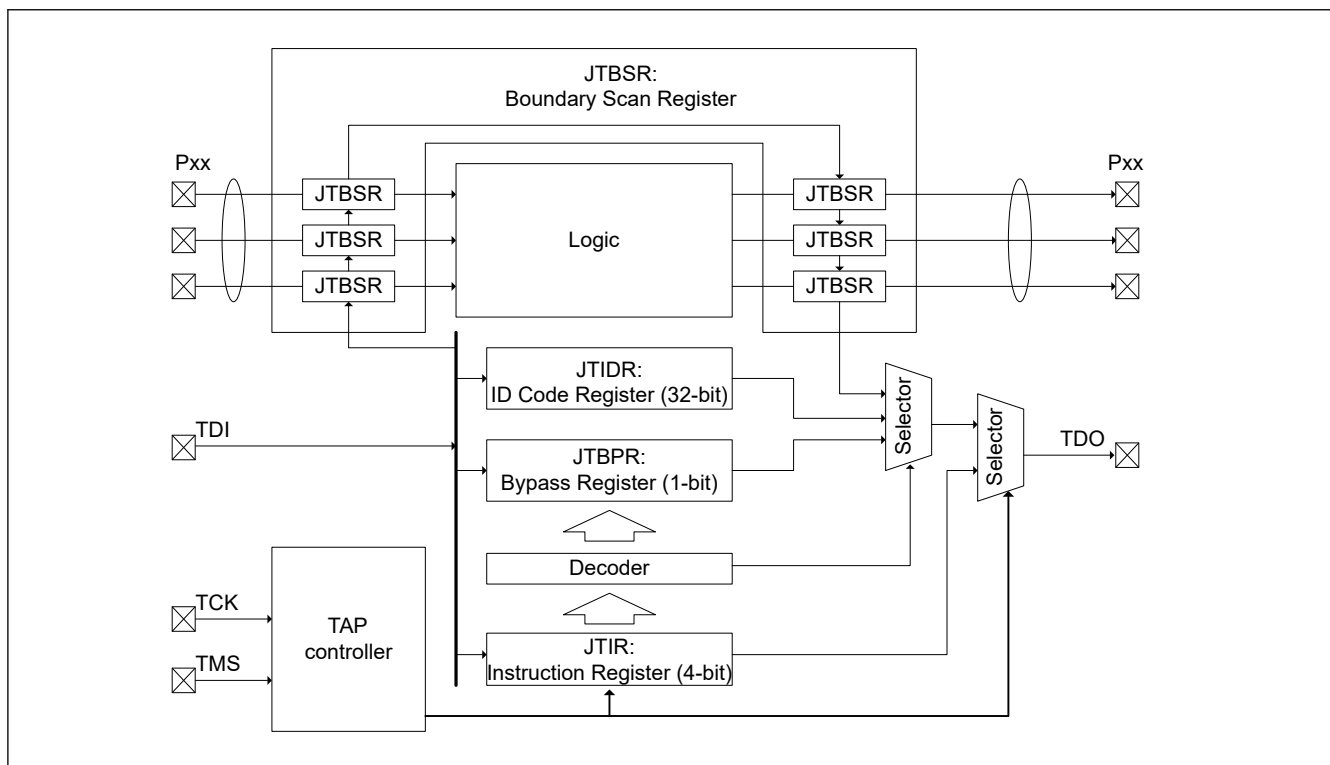 JTBSR:
Boundary Scan Register
Pxx
Pxx
JTBSR
JTBSR
JTBSR
JTBSR
Logic
JTBSR
JTBSR
JTIDR:
ID Code Register (32-bit)
Selector
Selector
TDI
TDO
JTBPR:
Bypass Register (1-bit)
Decoder
TCK
TAP
controller
TMS
JTIR:
Instruction Register (4-bit)